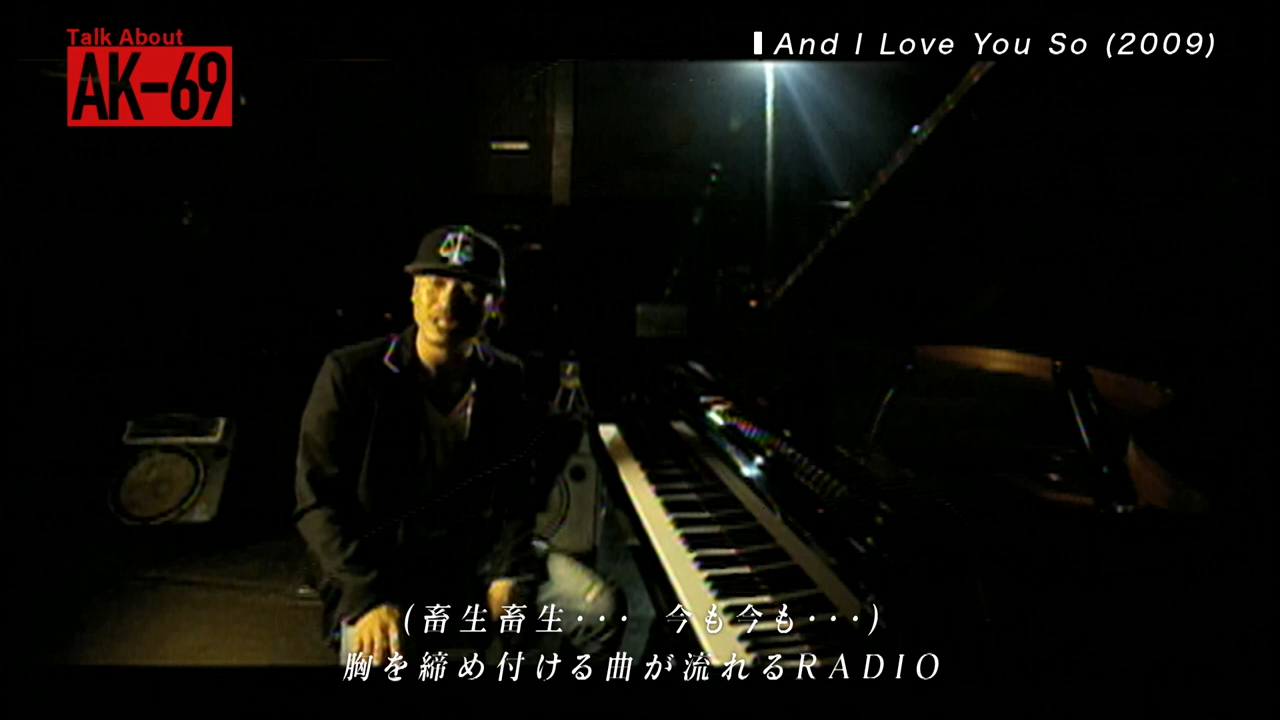 Talk About
AK-69
And I Love You So (2009)
(畜生畜生··· 今も今も···)
胸を締め付ける曲が流れるRADIO